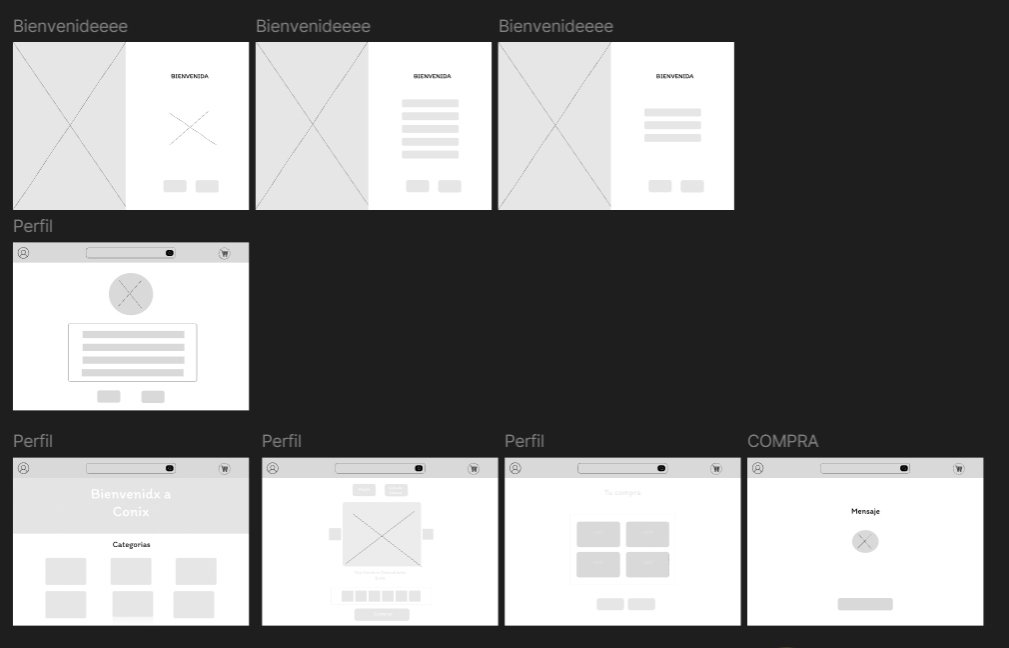 Bienvenideeee
Bienvenideeee
Bienvenideeee
BIENVENIDA
BIENVENIDA
BIENVENIDA
Perfil
Perfil
Perfil
Perfil
COMPRA
Bienvenidx a
Conix
Categorias
Tu compra
Mensaje